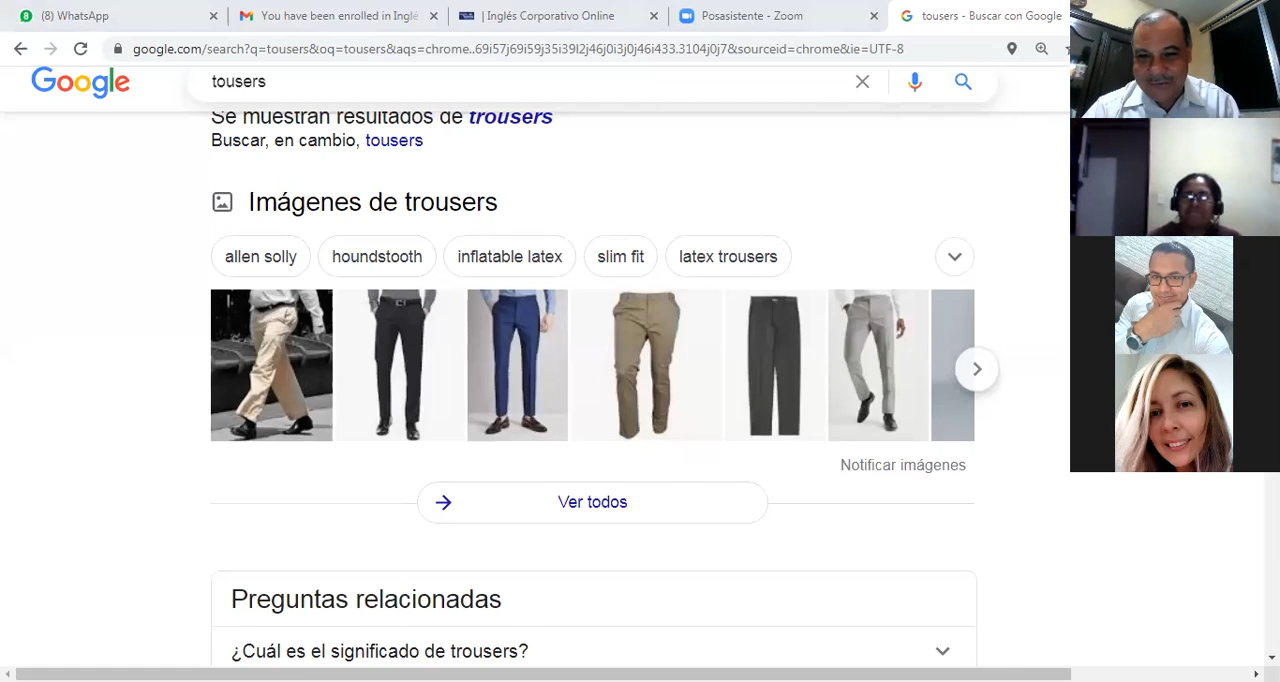 8 (8) WhatsApp
You have been enrolled in Inglé
| Inglés Corporativo Online
Posasistente - Zoom
tousers - Buscar con Google
google.com/search?q=tousers&oq=tousers&aqs=chrome..69i57j69i59j35i39l2j46j0i3j0j46i433.3104j0j7&sourceid=chrome&ie=UTF-8
Google
tousers
Se muestran resultados de trousers
Buscar, en cambio, tousers
Imágenes de trousers
allen solly
houndstooth
inflatable latex
slim fit
latex trousers
Notificar imágenes
Ver todos
Preguntas relacionadas
¿Cuál es el significado de trousers?